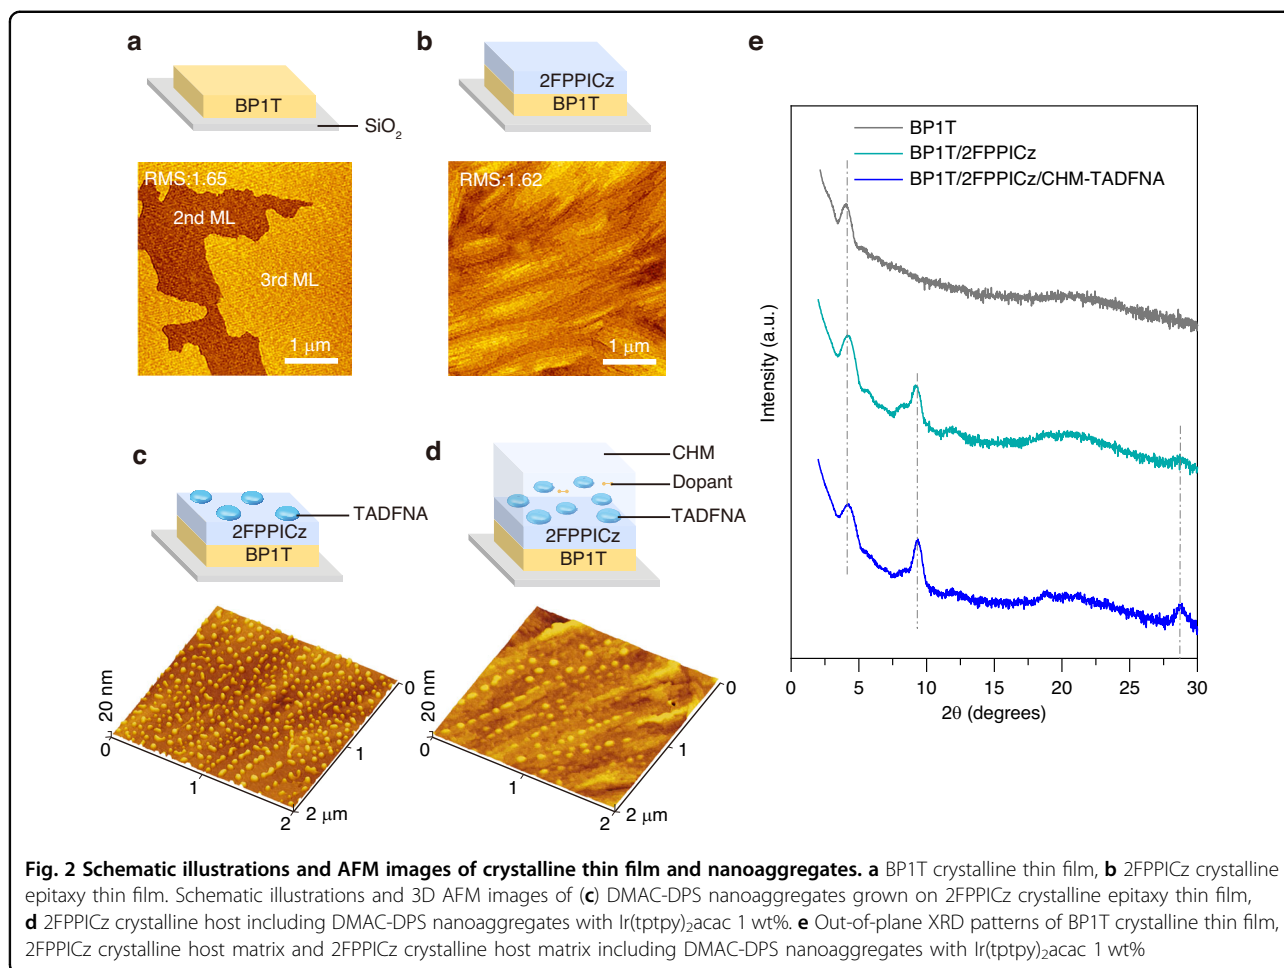 a
BP1T
SiO₂
RMS:1.65
2nd ML
3rd ML
1 μm
b
2FPPICz
BP1T
RMS:1.62
1 μm
c
TADFNA
2FPPICz
BP1T
20 nm
0
1
2
2 μm
1
0
d
CHM
Dopant
TADFNA
2FPPICz
BP1T
20 nm
0
1
2
2 μm
1
0
e
BP1T
BP1T/2FPPICz
BP1T/2FPPICz/CHM-TADFNA
Intensity (a.u.)
0 5 10 15 20 25 30
2θ (degrees)
Fig. 2 Schematic illustrations and AFM images of crystalline thin film and nanoaggregates. a BP1T crystalline thin film, b 2FPPICz crystalline
epitaxy thin film. Schematic illustrations and 3D AFM images of (c) DMAC-DPS nanoaggregates grown on 2FPPICz crystalline epitaxy thin film,
d 2FPPICz crystalline host including DMAC-DPS nanoaggregates with Ir(tptpy)₂acac 1 wt%. e Out-of-plane XRD patterns of BP1T crystalline thin film,
2FPPICz crystalline host matrix and 2FPPICz crystalline host matrix including DMAC-DPS nanoaggregates with Ir(tptpy)₂acac 1 wt%